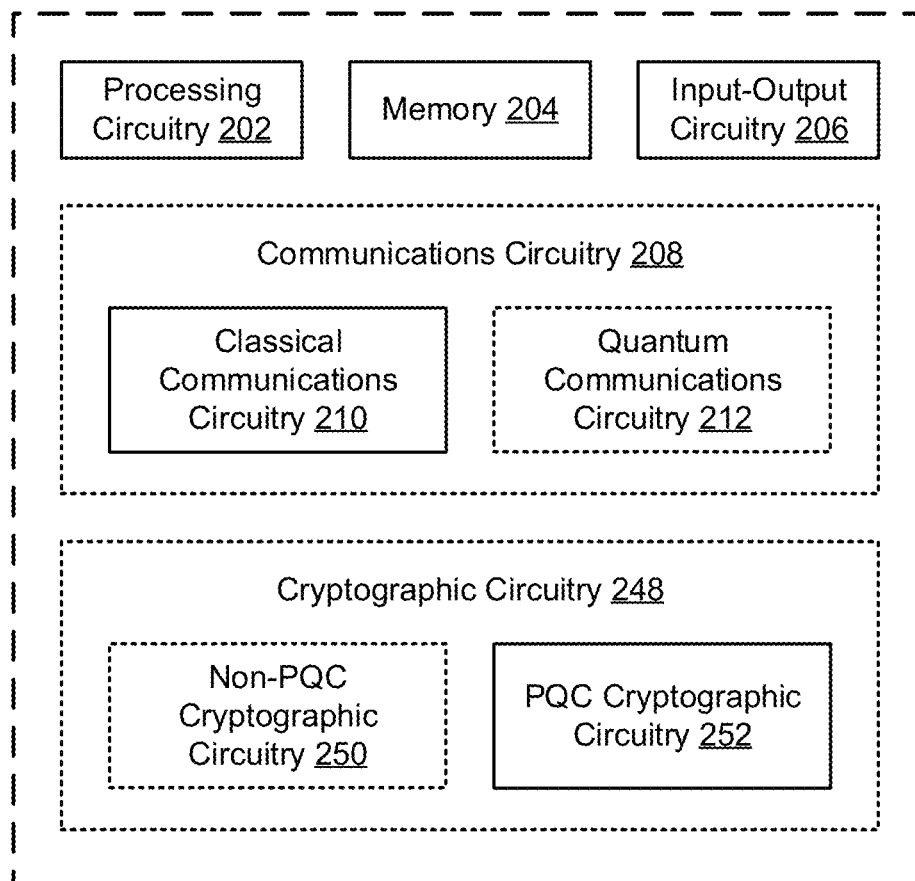 Processing
Circuitry 202
Memory 204
Input-Output
Circuitry 206
Communications Circuitry 208
Classical
Communications
Circuitry 210
Quantum
Communications
Circuitry 212
Cryptographic Circuitry 248
Non-PQC
Cryptographic
Circuitry 250
PQC Cryptographic
Circuitry 252